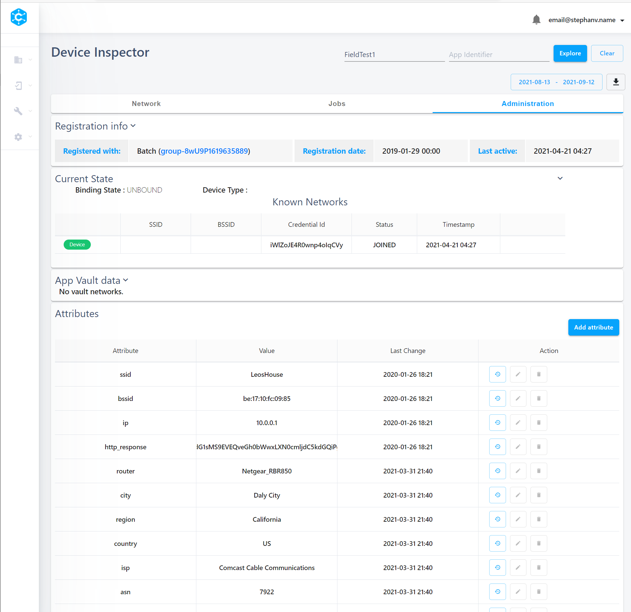 email@stephanv.name
Device Inspector
FieldTest1 App Identifier Explore Clear
2021-08-13 - 2021-09-12
Network Jobs Administration
Registration info
Registered with: Batch (group-8wU9P1619635889) Registration date: 2019-01-29 00:00 Last active: 2021-04-21 04:27
Current State
Binding State : UNBOUND Device Type :
Known Networks
SSID BSSID Credential Id Status Timestamp
Device iWlZoJE4R0wnp4olqCVy JOINED 2021-04-21 04:27
App Vault data
No vault networks.
Attributes
Add attribute
Attribute Value Last Change Action
ssid LeosHouse 2020-01-26 18:21
bssid be:17:10:fc:09:85 2020-01-26 18:21
ip 10.0.0.1 2020-01-26 18:21
http_response 2020-01-26 18:21
router Netgear_RBR850 2021-03-31 21:40
city Daly City 2021-03-31 21:40
region California 2021-03-31 21:40
country US 2021-03-31 21:40
isp Comcast Cable Communications 2021-03-31 21:40
asn 7922 2021-03-31 21:40